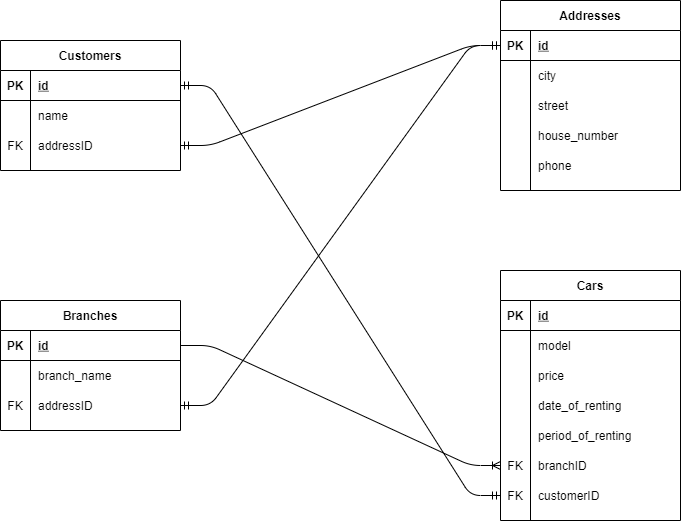 Customers
PK id
name
FK addressID
Addresses
PK id
city
street
house_number
phone
Branches
PK id
branch_name
FK addressID
Cars
PK id
model
price
date_of_renting
period_of_renting
FK branchID
FK customerID